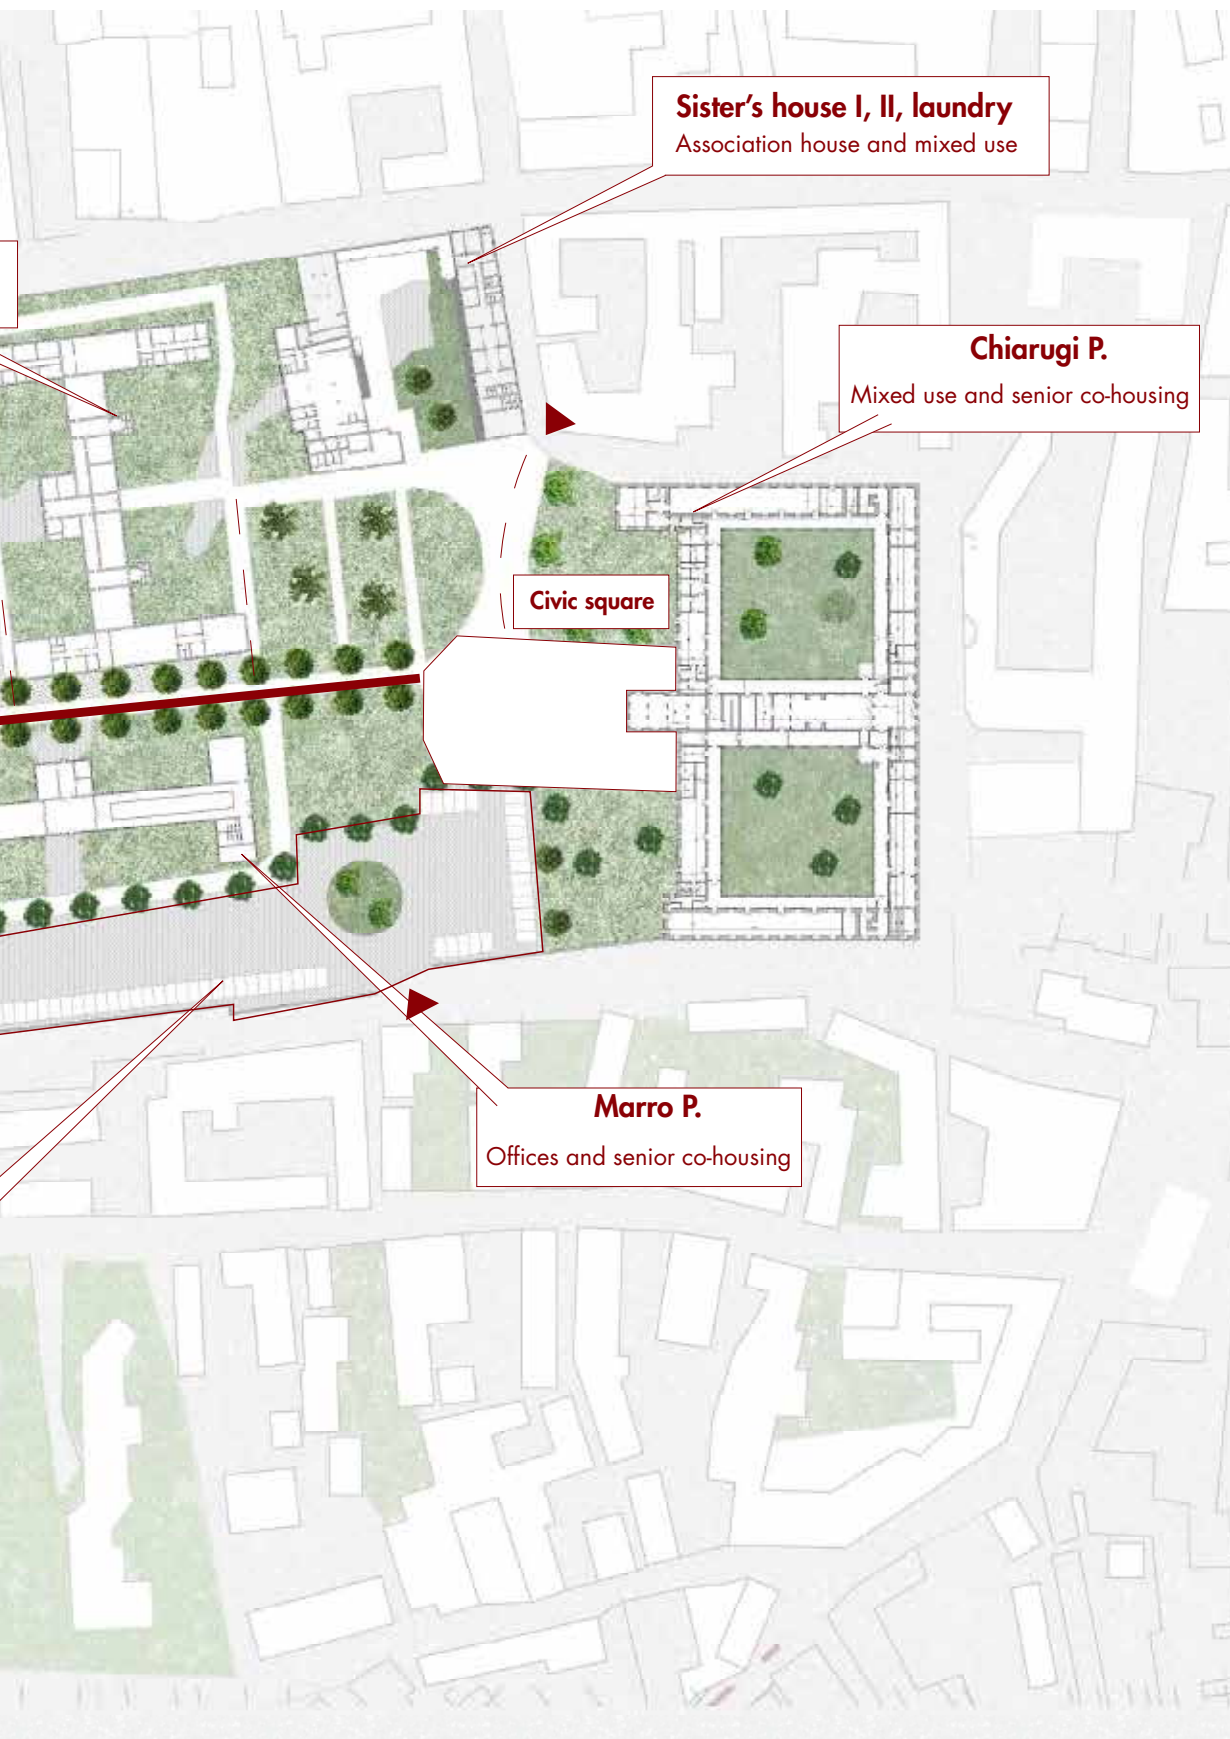 Sister's house I, II, laundry
Association house and mixed use
Chiarugi P.
Mixed use and senior co-housing
Civic square
Marro P.
Offices and senior co-housing